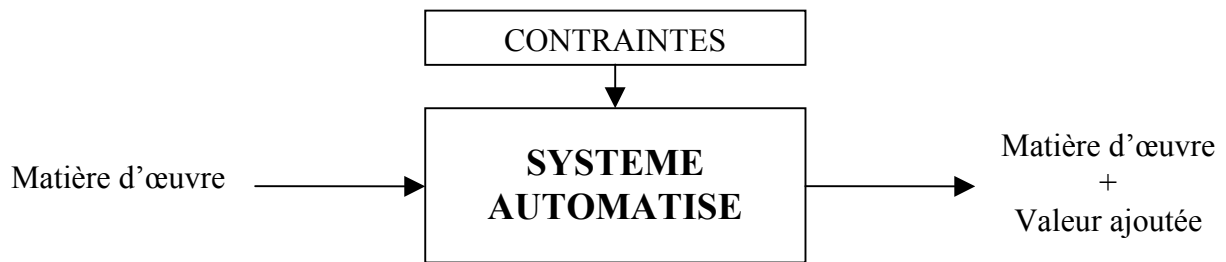 CONTRAINTES
Matière d'œuvre
SYSTEME
AUTOMATISE
Matière d'œuvre
+
Valeur ajoutée